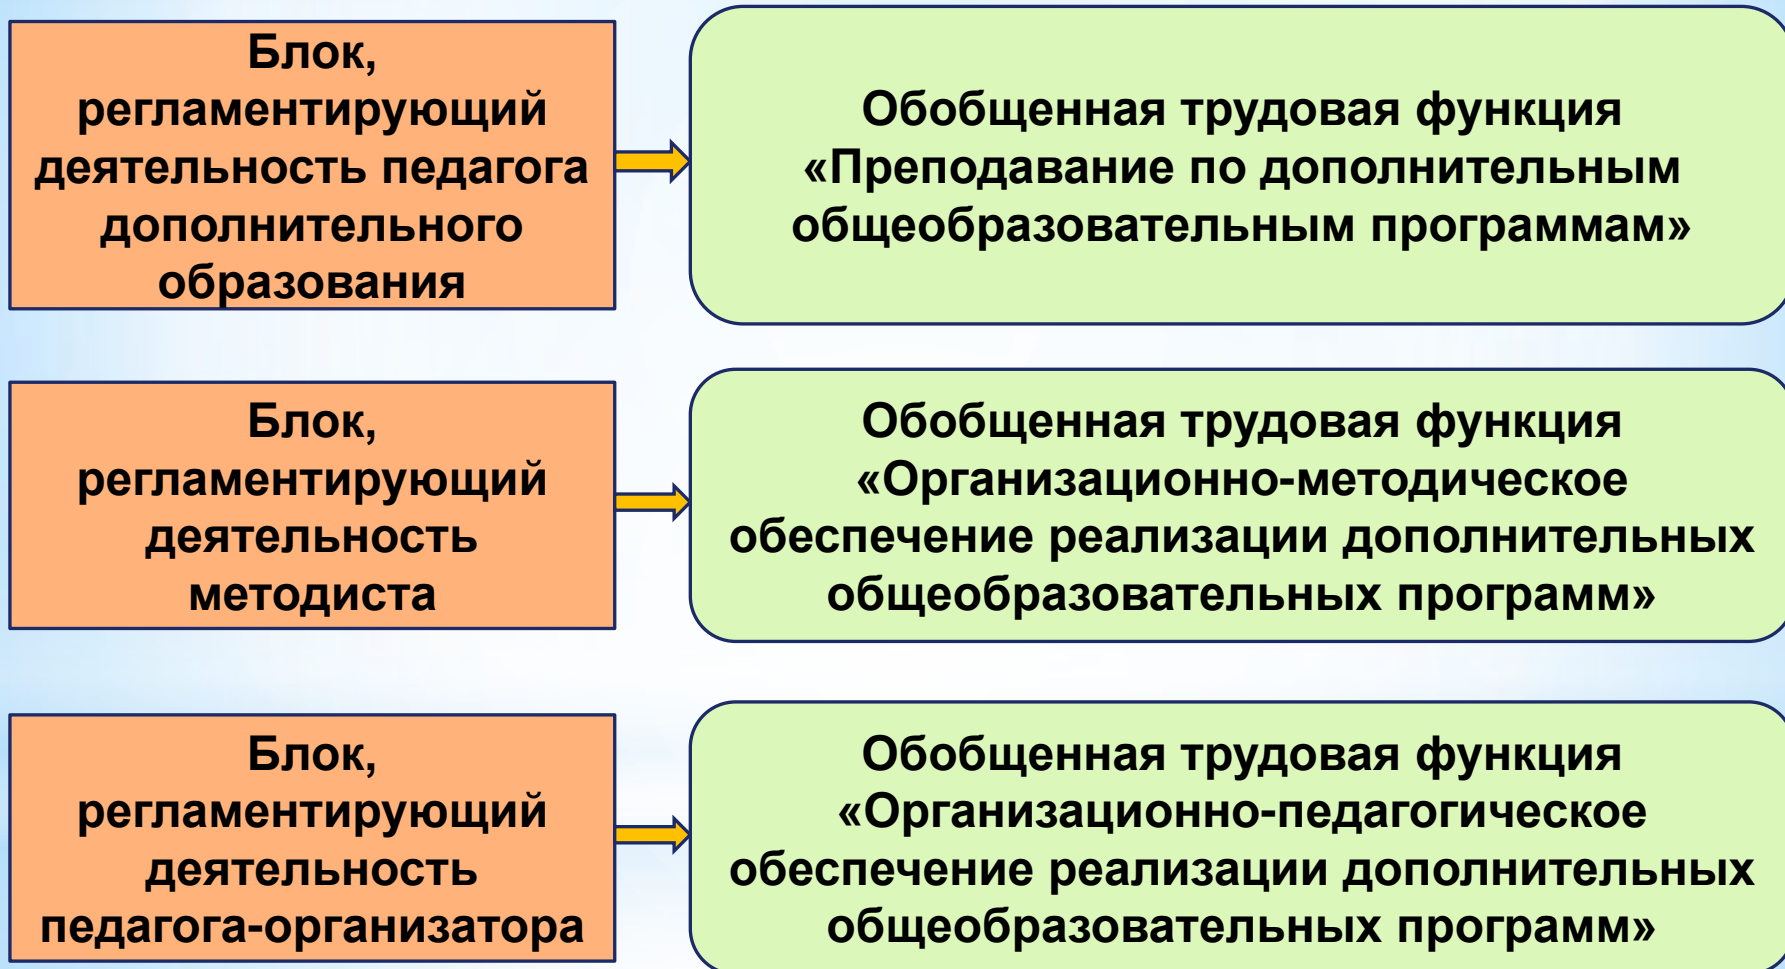 Блок,
регламентирующий
деятельность педагога
дополнительного
образования
Обобщенная трудовая функция
«Преподавание по дополнительным
общеобразовательным программам»
Блок,
регламентирующий
деятельность
методиста
Обобщенная трудовая функция
«Организационно-методическое
обеспечение реализации дополнительных
общеобразовательных программ»
Блок,
регламентирующий
деятельность
педагога-организатора
Обобщенная трудовая функция
«Организационно-педагогическое
обеспечение реализации дополнительных
общеобразовательных программ»